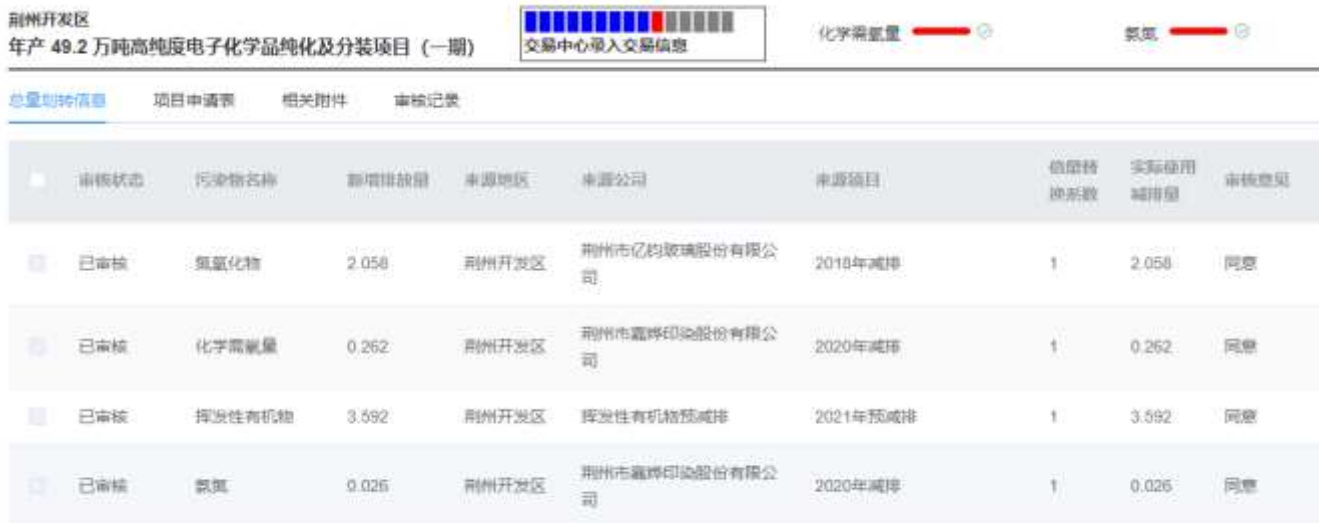 荆州开发区
年产 49.2 万吨高纯度电子化学品纯化及分装项目 (一期)
交易中心录入交易信息
化学需氧量
氨氮
总量划转信息 项目申请表 相关附件 审核记录
审核状态 污染物名称 新增排放量 来源地区 来源公司 来源项目 倍量替换系数 实际使用减排量 审核意见
已审核 氮氧化物 2.058 荆州开发区 荆州市亿钧玻璃股份有限公司 2018年减排 1 2.058 同意
已审核 化学需氧量 0.262 荆州开发区 荆州市嘉烨印染股份有限公司 2020年减排 1 0.262 同意
已审核 挥发性有机物 3.592 荆州开发区 挥发性有机物预减排 2021年预减排 1 3.592 同意
已审核 氨氮 0.026 荆州开发区 荆州市嘉烨印染股份有限公司 2020年减排 1 0.026 同意